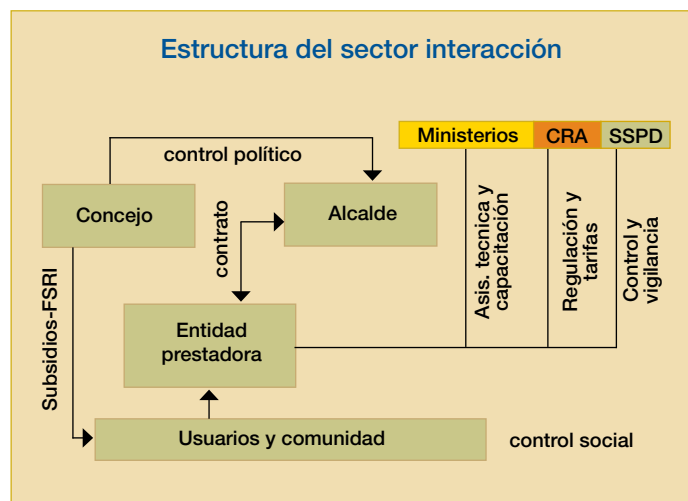 Estructura del sector interacción
Ministerios
CRA
SSPD
control político
Concejo
Alcalde
contrato
Asis. tecnica y
capacitación
Regulación y
tarifas
Control y
vigilancia
Subsidios-FSRI
Entidad
prestadora
Usuarios y comunidad
control social